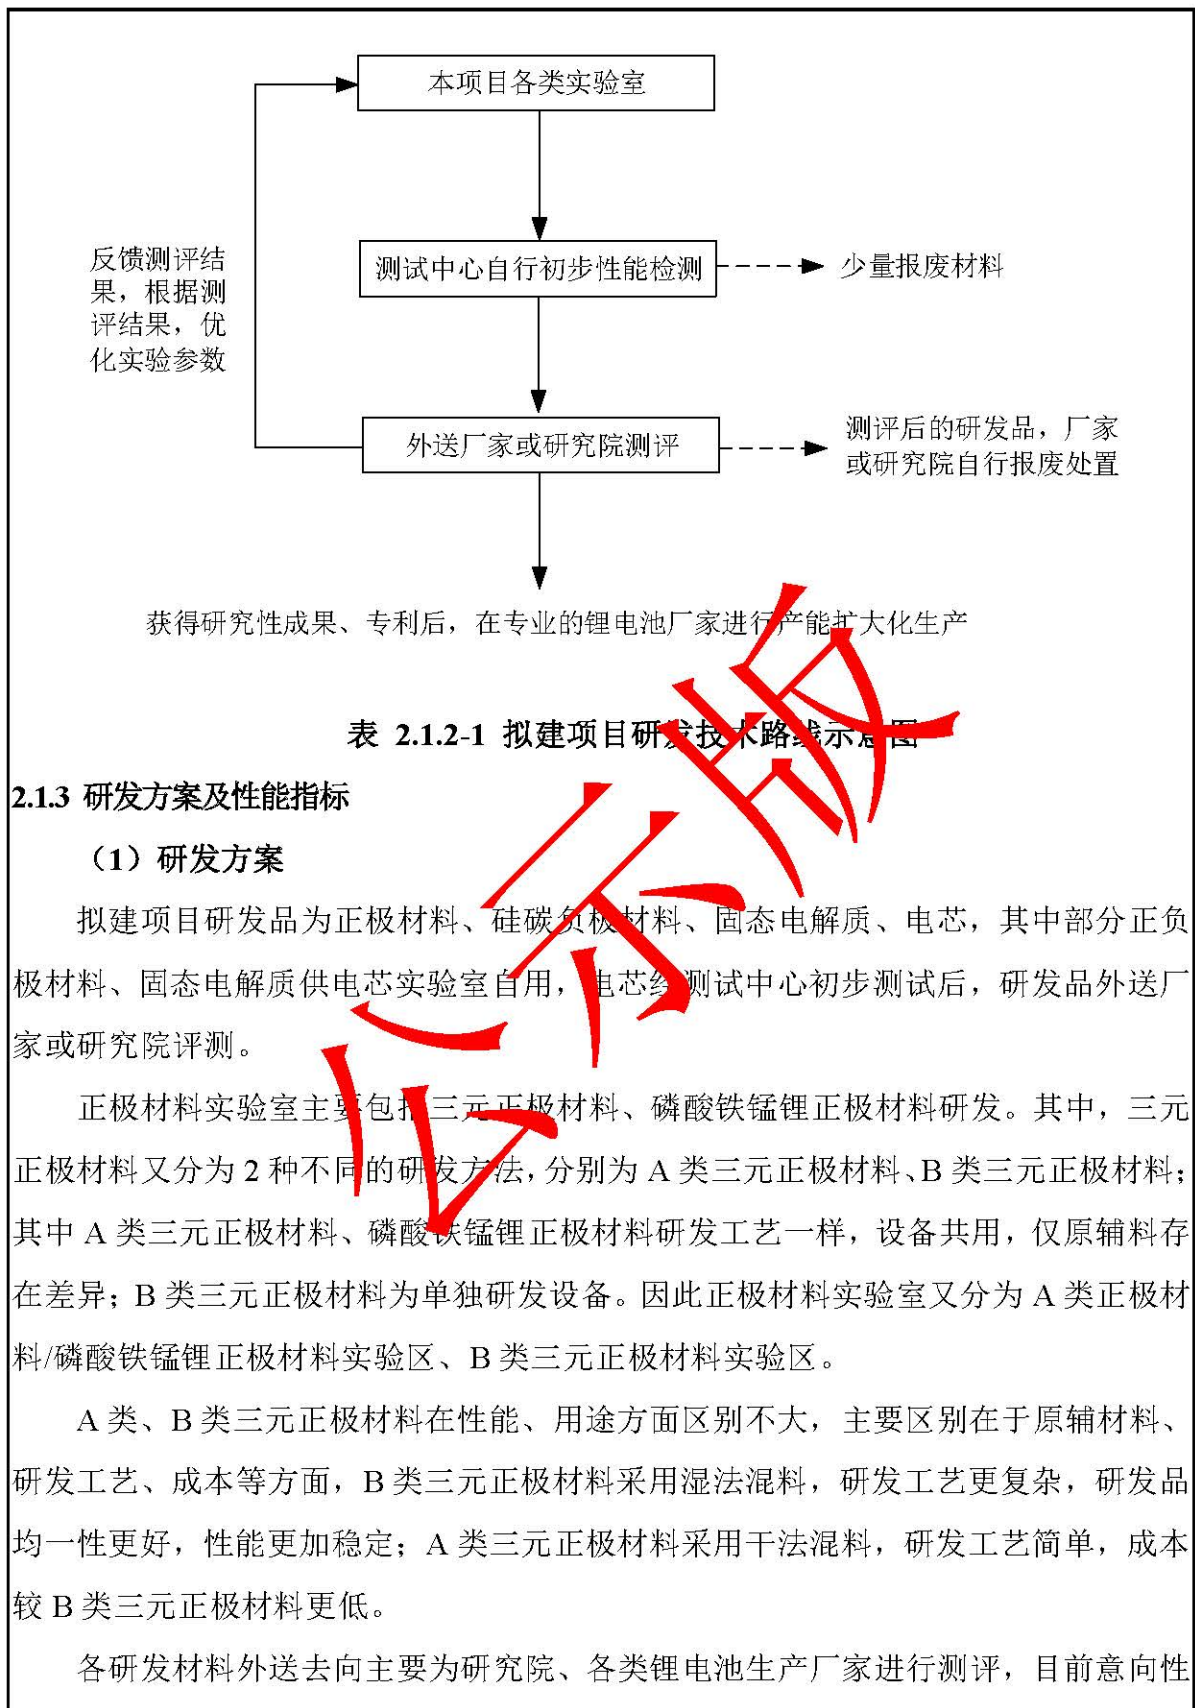 本项目各类实验室
反馈测评结
果，根据测
评结果，优
化实验参数
测试中心自行初步性能检测
少量报废材料
外送厂家或研究院测评
测评后的研发品，厂家
或研究院自行报废处置
获得研究性成果、专利后，在专业的锂电池厂家进行产能扩大化生产
表 2.1.2-1 拟建项目研发技术路线示意图
2.1.3 研发方案及性能指标
（1）研发方案
拟建项目研发品为正极材料、硅碳负极材料、固态电解质、电芯，其中部分正负
极材料、固态电解质供电芯实验室自用，电芯经测试中心初步测试后，研发品外送厂
家或研究院评测。
正极材料实验室主要包括三元正极材料、磷酸铁锰锂正极材料研发。其中，三元
正极材料又分为 2 种不同的研发方法，分别为 A 类三元正极材料、B 类三元正极材料；
其中 A 类三元正极材料、磷酸铁锰锂正极材料研发工艺一样，设备共用，仅原辅料存
在差异；B 类三元正极材料为单独研发设备。因此正极材料实验室又分为 A 类正极材
料/磷酸铁锰锂正极材料实验区、B 类三元正极材料实验区。
A 类、B 类三元正极材料在性能、用途方面区别不大，主要区别在于原辅材料、
研发工艺、成本等方面，B 类三元正极材料采用湿法混料，研发工艺更复杂，研发品
均一性更好，性能更加稳定；A 类三元正极材料采用干法混料，研发工艺简单，成本
较 B 类三元正极材料更低。
各研发材料外送去向主要为研究院、各类锂电池生产厂家进行测评，目前意向性
公示版